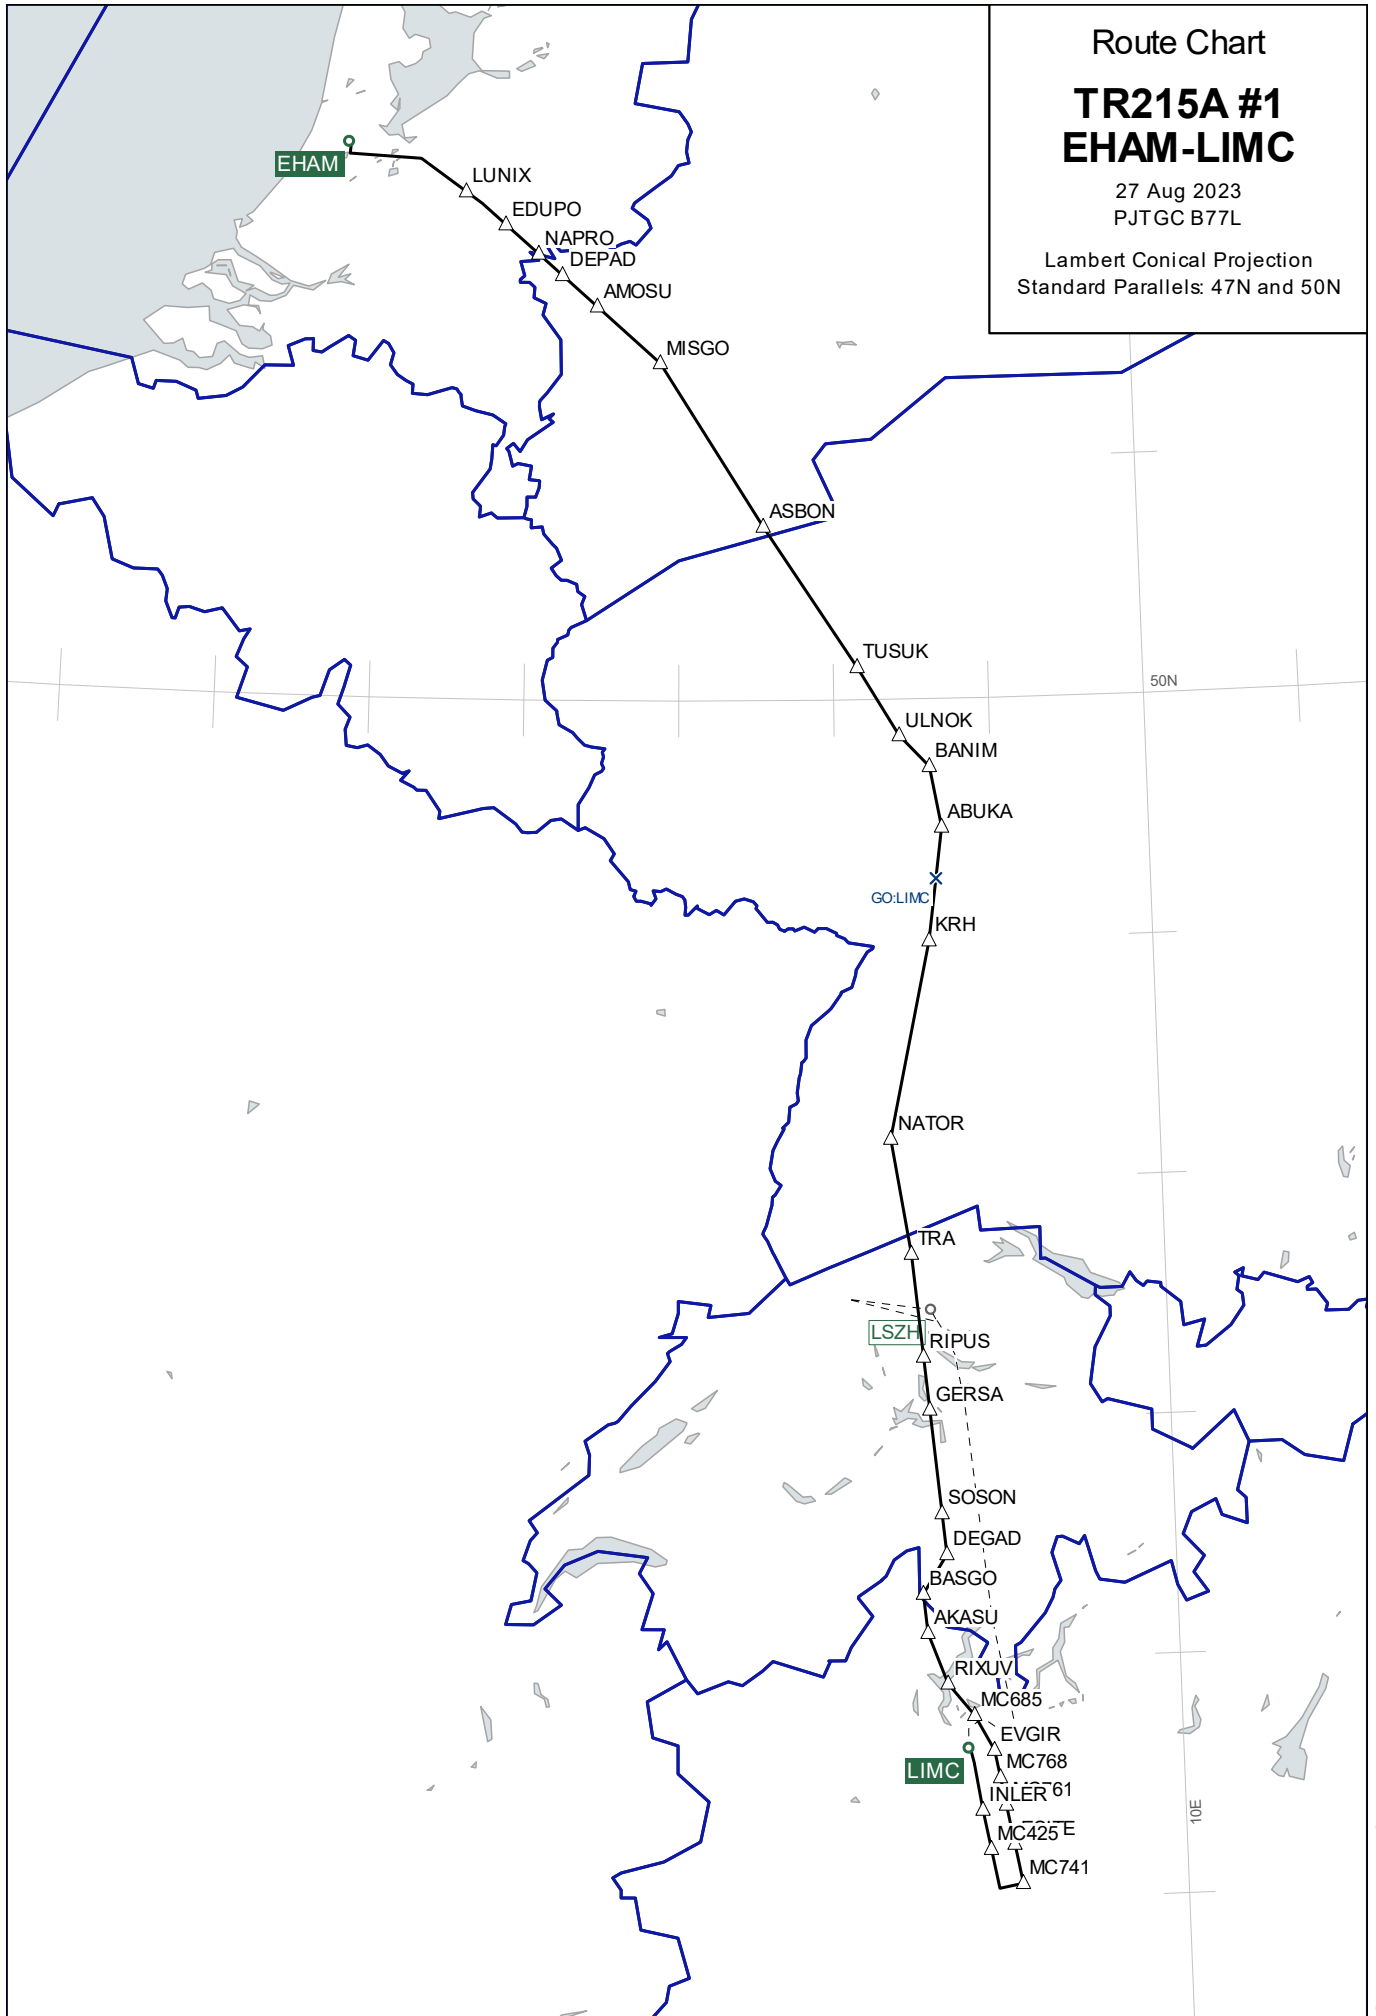 Route Chart
TR215A #1
EHAM-LIMC
27 Aug 2023
PJTGC B77L
Lambert Conical Projection
Standard Parallels: 47N and 50N
EHAM
LUNIX
EDUPO
NAPRO
DEPAD
AMOSU
MISGO
ASBON
TUSUK
50N
ULNOK
BANIM
ABUKA
GO:LIMC
KRH
NATOR
TRA
LSZH
RIPUS
GERSA
SOSON
DEGAD
BASGO
AKASU
RIXUV
MC685
EVGIR
LIMC
MC768
INLER
10E
MC425
MC741